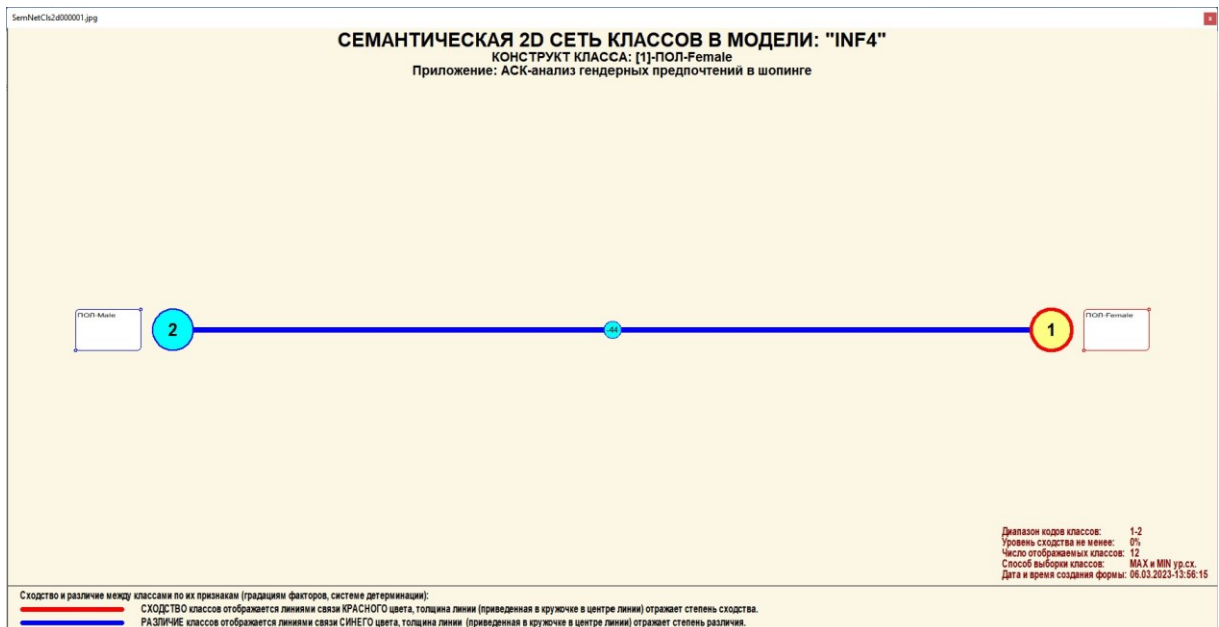 SemNetCls2d000001.jpg
x
СЕМАНТИЧЕСКАЯ 2D СЕТЬ КЛАССОВ В МОДЕЛИ: "INF4"
КОНСТРУКТ КЛАССА: [1]-ПОЛ-Female
Приложение: АСК-анализ гендерных предпочтений в шопинге
ПОЛ-Male
2
-44
1
ПОЛ-Female
Диапазон кодов классов: 1-2
Уровень сходства не менее: 0%
Число отображаемых классов: 12
Способ выборки классов: MAX и MIN ур.сх.
Дата и время создания формы: 06.03.2023-13:56:15
Сходство и различие между классами по их признакам (градациям факторов, системе детерминации):
СХОДСТВО классов отображается линиями связи КРАСНОГО цвета, толщина линии (приведенная в кружочке в центре линии) отражает степень сходства.
РАЗЛИЧИЕ классов отображается линиями связи СИНЕГО цвета, толщина линии (приведенная в кружочке в центре линии) отражает степень различия.